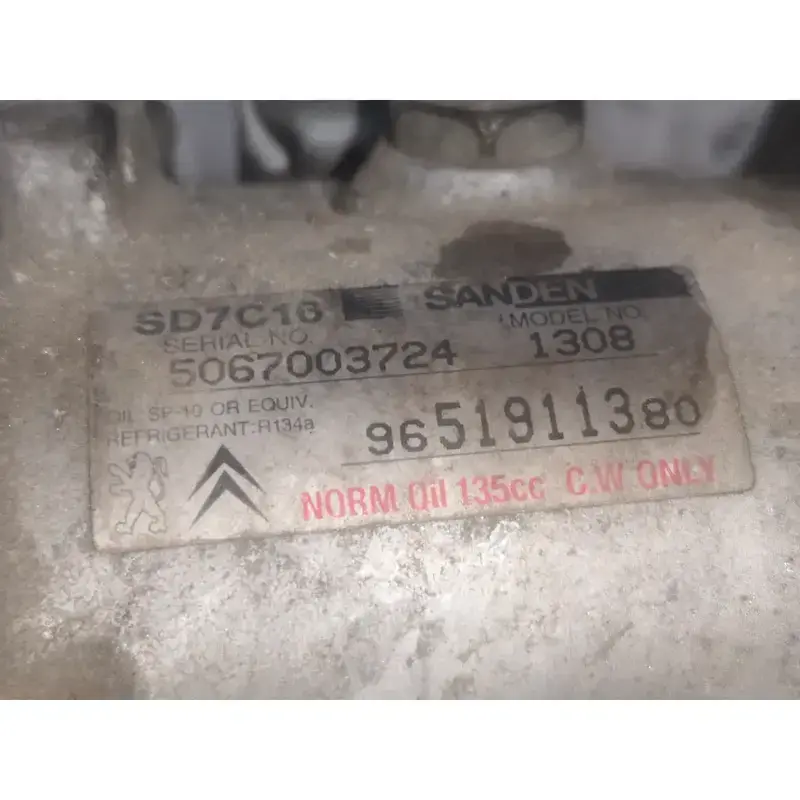 SD7C16 SANDEN
SERIAL NO. MODEL NO.
5067003724 1308
OIL SP-10 OR EQUIV.
REFRIGERANT:R134a
9651911380
NORM Oil 135cc C.W ONLY